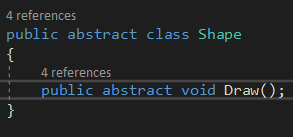 4 references
public abstract class Shape
{
4 references
public abstract void Draw();
}